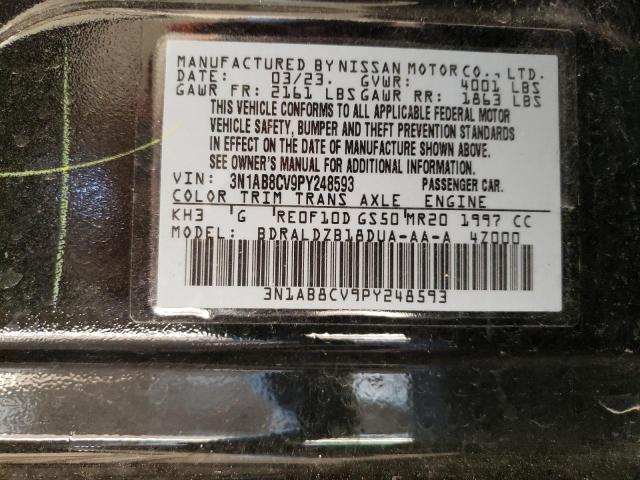 MANUFACTURED BY NISSAN MOTOR CO., LTD.
DATE: 03/23. GVWR: 4001 LBS
GAWR FR: 2161 LBS GAWR RR: 1863 LBS
THIS VEHICLE CONFORMS TO ALL APPLICABLE FEDERAL MOTOR
VEHICLE SAFETY, BUMPER AND THEFT PREVENTION STANDARDS
IN EFFECT ON THE DATE OF MANUFACTURE SHOWN ABOVE.
SEE OWNER'S MANUAL FOR ADDITIONAL INFORMATION.
VIN: 3N1AB8CV9PY248593 PASSENGER CAR.
COLOR TRIM TRANS AXLE ENGINE
KH3 G RE0F10D GS50 MR20 1997 CC
MODEL: BDRALDZB18DUA-AA-A 4Z000
3N1AB8CV9PY248593